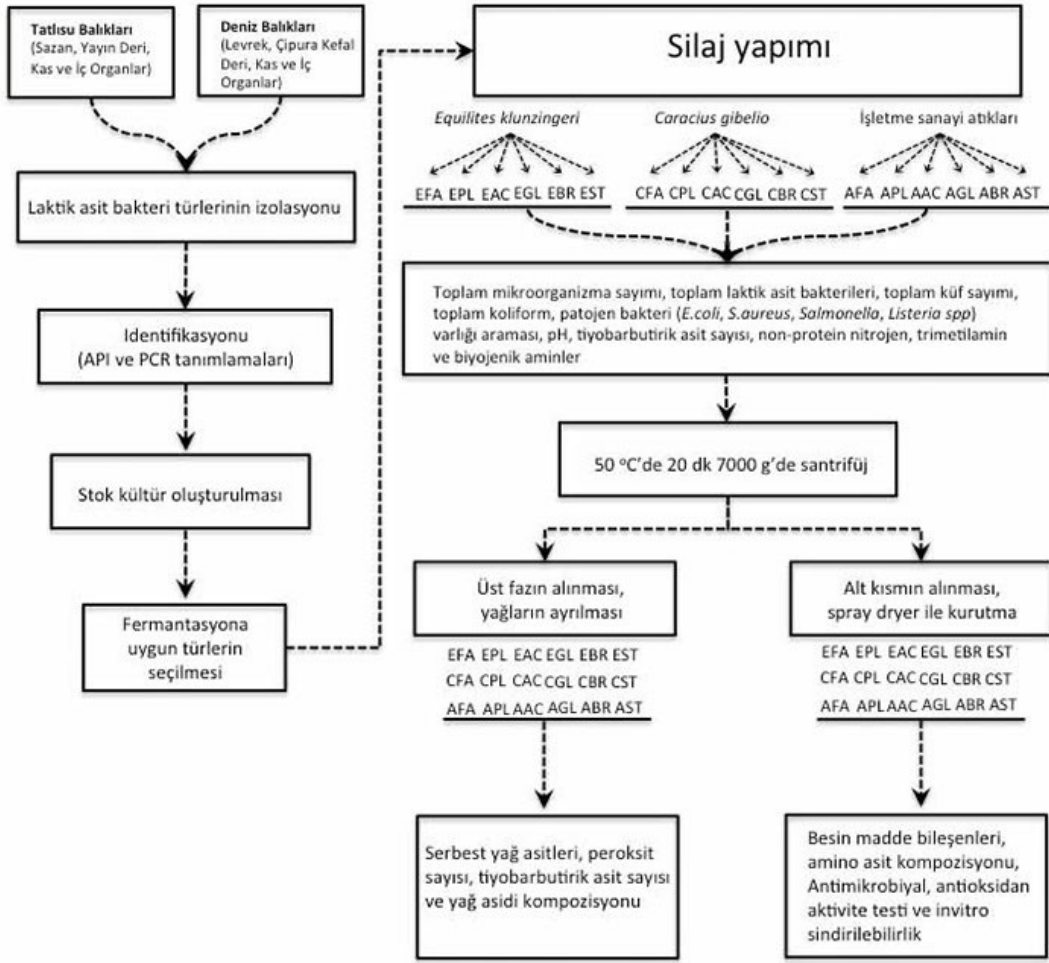 Tatlısu Balıkları
(Sazan, Yayın Deri,
Kas ve İç Organlar)
Deniz Balıkları
(Levrek, Çipura Kefal
Deri, Kas ve İç
Organlar)
Laktik asit bakteri türlerinin izolasyonu
Identifikasyonu
(API ve PCR tanımlamaları)
Stok kültür oluşturulması
Fermantasyona
uygun türlerin
seçilmesi
Silaj yapımı
Equilites klunzingeri
Caracius gibelio
İşletme sanayi atıkları
EFA EPL EAC EGL EBR EST
CFA CPL CAC CGL CBR CST
AFA APL AAC AGL ABR AST
Toplam mikroorganizma sayımı, toplam laktik asit bakterileri, toplam küf sayımı,
toplam koliform, patojen bakteri (E.coli, S.aureus, Salmonella, Listeria spp)
varlığı araması, pH, tiyobarbutirik asit sayısı, non-protein nitrojen, trimetilamin
ve biyojenik aminler
50 °C'de 20 dk 7000 g'de santrifüj
Üst fazın alınması,
yağların ayrılması
EFA EPL EAC EGL EBR EST
CFA CPL CAC CGL CBR CST
AFA APL AAC AGL ABR AST
Serbest yağ asitleri, peroksit
sayısı, tiyobarbutirik asit sayısı
ve yağ asidi kompozisyonu
Alt kısmın alınması,
spray dryer ile kurutma
EFA EPL EAC EGL EBR EST
CFA CPL CAC CGL CBR CST
AFA APL AAC AGL ABR AST
Besin madde bileşenleri,
amino asit kompozisyonu,
Antimikrobiyal, antioksidan
aktivite testi ve invitro
sindirilebilirlik